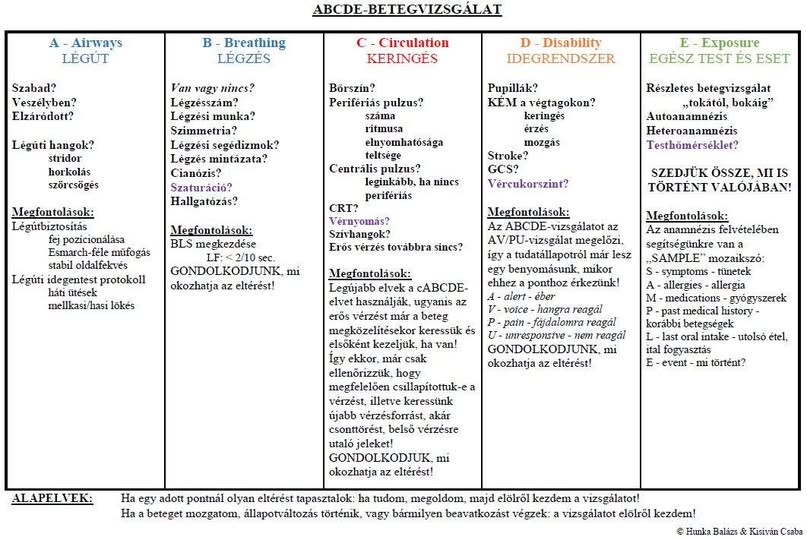 ABCDE-BETEGVIZSGÁLAT
A - Airways
LÉGÚT
Szabad?
Veszélyben?
Elzáródott?
Légúti hangok?
stridor
horkolás
szörcsögés
Megfontolások:
Légútbiztosítás
fej pozícionálása
Esmarch-féle műfogás
stabil oldalfekvés
Légúti idegentest protokoll
háti ütések
mellkasi/hasi lökés
B - Breathing
LÉGZÉS
Van vagy nincs?
Légzésszám?
Légzési munka?
Szimmetria?
Légzési segédizmok?
Légzés mintázata?
Cianózis?
Szaturáció?
Hallgatózás?
Megfontolások:
BLS megkezdése
LF: < 2/10 sec.
GONDOLKODJUNK, mi
okozhatja az eltérést!
C - Circulation
KERINGÉS
Bőrszín?
Perifériás pulzus?
száma
ritmusa
elnyomhatósága
teltsége
Centrális pulzus?
leginkább, ha nincs
perifériás
CRT?
Vérnyomás?
Szívhangok?
Erős vérzés továbbra sincs?
Megfontolások:
Legújabb elvek a cABCDE-
elvet használják, ugyanis az
erős vérzést már a beteg
megközelítésekor keressük és
elsőként kezeljük, ha van!
Így ekkor, már csak
ellenőrizzük, hogy
megfelelően csillapítottuk-e a
vérzést, illetve keressünk
újabb vérzésforrást, akár
csonttörést, belső vérzésre
utaló jeleket!
GONDOLKODJUK, mi
okozhatja az eltérést!
D - Disability
IDEGRENDSZER
Pupillák?
KÉM a végtagokon?
keringés
érzés
mozgás
Stroke?
GCS?
Vércukorszint?
Megfontolások:
Az ABCDE-vizsgálatot az
AV/PU-vizsgálat megelőzi,
így a tudatállapotról már lesz
egy benyomásunk, mikor
ehhez a ponthoz érkezünk!
A - alert - éber
V - voice - hangra reagál
P - pain - fájdalomra reagál
U - unresponsive - nem reagál
GONDOLKODJUNK, mi
okozhatja az eltérést!
E - Exposure
EGÉSZ TEST ÉS ESET
Részletes betegvizsgálat
„tokától, bokáig”
Autoanamnézis
Heteroanamnézis
Testhőmérséklet?
SZEDJÜK ÖSSZE, MI IS
TÖRTÉNT VALÓJÁBAN!
Megfontolások:
Az anamnézis felvételében
segítségünkre van a
„SAMPLE” mozaikszó:
S - symptoms - tünetek
A - allergies - allergia
M - medications - gyógyszerek
P - past medical history -
korábbi betegségek
L - last oral intake - utolsó étel,
ital fogyasztás
E - event - mi történt?
ALAPELVEK: Ha egy adott pontnál olyan eltérést tapasztalok: ha tudom, megoldom, majd elölről kezdem a vizsgálatot!
Ha a beteget mozgatom, állapotváltozás történik, vagy bármilyen beavatkozást végzek: a vizsgálatot elölről kezdem!
© Hunka Balázs & Kisiván Csaba